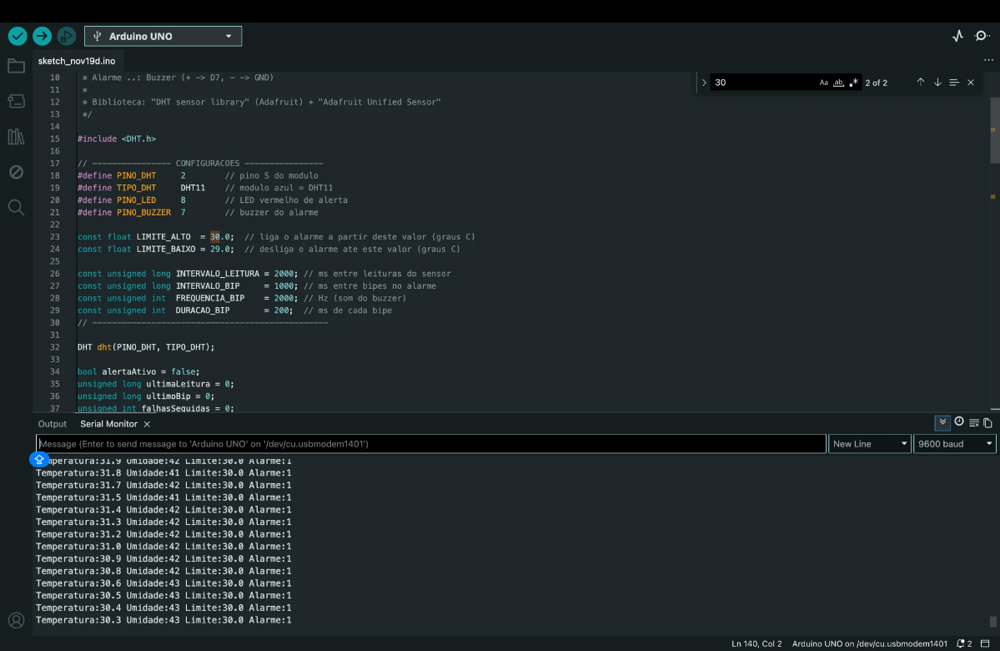 Arduino UNO
sketch_nov19d.ino
30
Aa ab .* 2 of 2
10 * Alarme ..: Buzzer (+ -> D7, - -> GND)
11 *
12 * Biblioteca: "DHT sensor library" (Adafruit) + "Adafruit Unified Sensor"
13 */
14
15 #include <DHT.h>
16
17 // ---------------- CONFIGURACOES ----------------
18 #define PINO_DHT     2        // pino S do modulo
19 #define TIPO_DHT     DHT11    // modulo azul = DHT11
20 #define PINO_LED     8        // LED vermelho de alerta
21 #define PINO_BUZZER  7        // buzzer do alarme
22
23 const float LIMITE_ALTO  = 30.0;  // liga o alarme a partir deste valor (graus C)
24 const float LIMITE_BAIXO = 29.0;  // desliga o alarme ate este valor (graus C)
25
26 const unsigned long INTERVALO_LEITURA = 2000; // ms entre leituras do sensor
27 const unsigned long INTERVALO_BIP     = 1000; // ms entre bipes no alarme
28 const unsigned int  FREQUENCIA_BIP    = 2000; // Hz (som do buzzer)
29 const unsigned int  DURACAO_BIP       = 200;  // ms de cada bipe
30 // ------------------------------------------------
31
32 DHT dht(PINO_DHT, TIPO_DHT);
33
34 bool alertaAtivo = false;
35 unsigned long ultimaLeitura = 0;
36 unsigned long ultimoBip = 0;
37 unsigned int falhasSeguidas = 0;
Output Serial Monitor
Message (Enter to send message to 'Arduino UNO' on '/dev/cu.usbmodem1401')
New Line
9600 baud
Temperatura:31.9 Umidade:42 Limite:30.0 Alarme:1
Temperatura:31.8 Umidade:41 Limite:30.0 Alarme:1
Temperatura:31.7 Umidade:42 Limite:30.0 Alarme:1
Temperatura:31.5 Umidade:41 Limite:30.0 Alarme:1
Temperatura:31.4 Umidade:42 Limite:30.0 Alarme:1
Temperatura:31.3 Umidade:42 Limite:30.0 Alarme:1
Temperatura:31.2 Umidade:42 Limite:30.0 Alarme:1
Temperatura:31.0 Umidade:42 Limite:30.0 Alarme:1
Temperatura:30.9 Umidade:42 Limite:30.0 Alarme:1
Temperatura:30.8 Umidade:42 Limite:30.0 Alarme:1
Temperatura:30.6 Umidade:43 Limite:30.0 Alarme:1
Temperatura:30.5 Umidade:43 Limite:30.0 Alarme:1
Temperatura:30.4 Umidade:43 Limite:30.0 Alarme:1
Temperatura:30.3 Umidade:43 Limite:30.0 Alarme:1
Ln 140, Col 2 Arduino UNO on /dev/cu.usbmodem1401 2